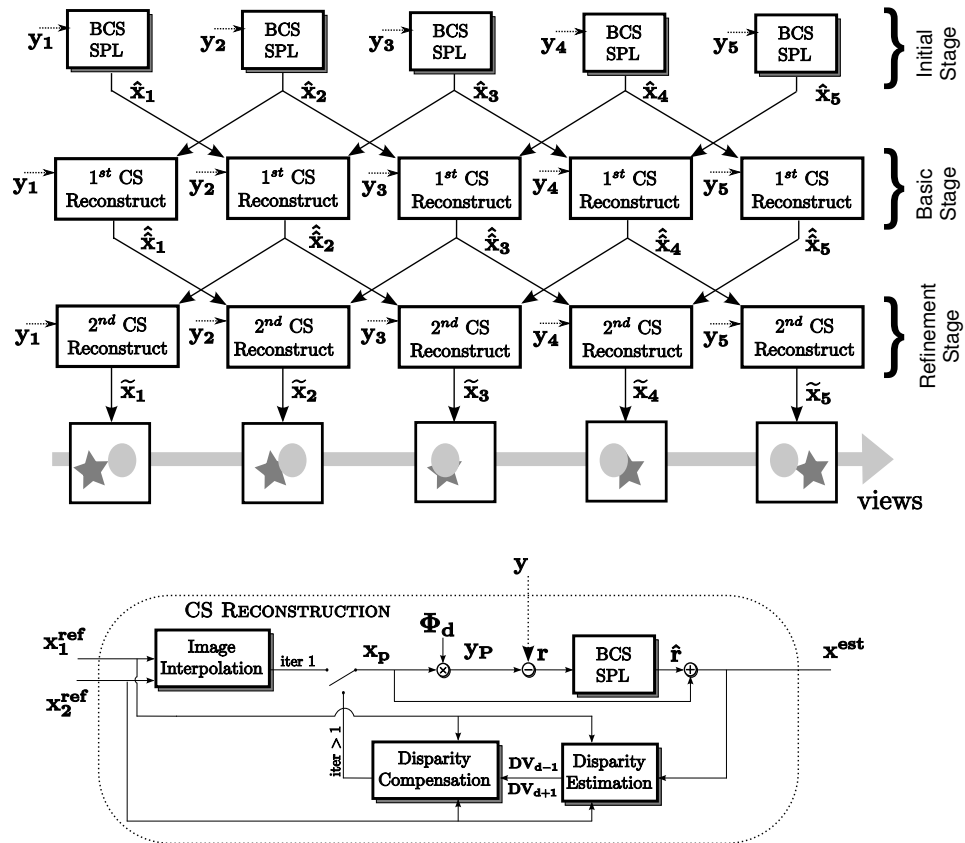 y₁ BCS SPL y₂ BCS SPL y₃ BCS SPL y₄ BCS SPL y₅ BCS SPL
Initial Stage
x̂₁ x̂₂ x̂₃ x̂₄ x̂₅
y₁ 1ˢᵗ CS Reconstruct y₂ 1ˢᵗ CS Reconstruct y₃ 1ˢᵗ CS Reconstruct y₄ 1ˢᵗ CS Reconstruct y₅ 1ˢᵗ CS Reconstruct
Basic Stage
x̂̂₁ x̂̂₂ x̂̂₃ x̂̂₄ x̂̂₅
y₁ 2ⁿᵈ CS Reconstruct y₂ 2ⁿᵈ CS Reconstruct y₃ 2ⁿᵈ CS Reconstruct y₄ 2ⁿᵈ CS Reconstruct y₅ 2ⁿᵈ CS Reconstruct
Refinement Stage
x̃₁ x̃₂ x̃₃ x̃₄ x̃₅
views
y
CS RECONSTRUCTION
x₁ʳᵉᶠ
x₂ʳᵉᶠ
Image
Interpolation
iter 1
xₚ
Φ_d
×
y_P
−
r
BCS
SPL
r̂
+
xᵉˢᵗ
iter > 1
Disparity
Compensation
DV_{d−1}
DV_{d+1}
Disparity
Estimation